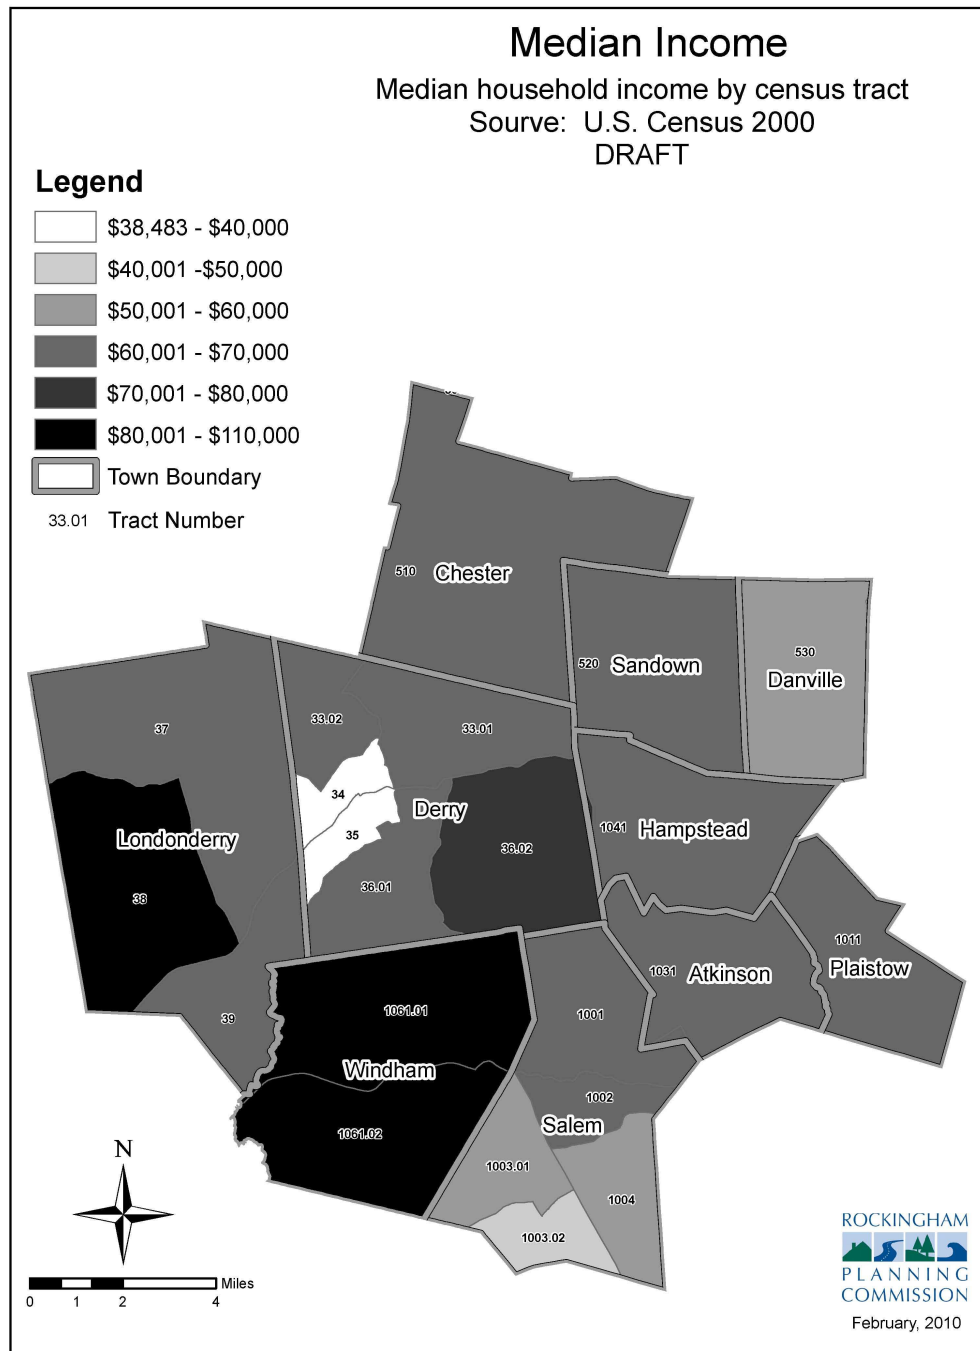 Median Income
Median household income by census tract
Sourve: U.S. Census 2000
DRAFT
Legend
$38,483 - $40,000
$40,001 -$50,000
$50,001 - $60,000
$60,001 - $70,000
$70,001 - $80,000
$80,001 - $110,000
Town Boundary
33.01 Tract Number
510 Chester
520 Sandown
530
Danville
37
33.02
33.01
34
Derry
35
Londonderry
36.02
36.01
38
1041 Hampstead
1011
Plaistow
1031 Atkinson
39
1061.01
1001
Windham
1002
Salem
1061.02
1003.01
1004
1003.02
N
Miles
0 1 2 4
ROCKINGHAM
PLANNING
COMMISSION
February, 2010